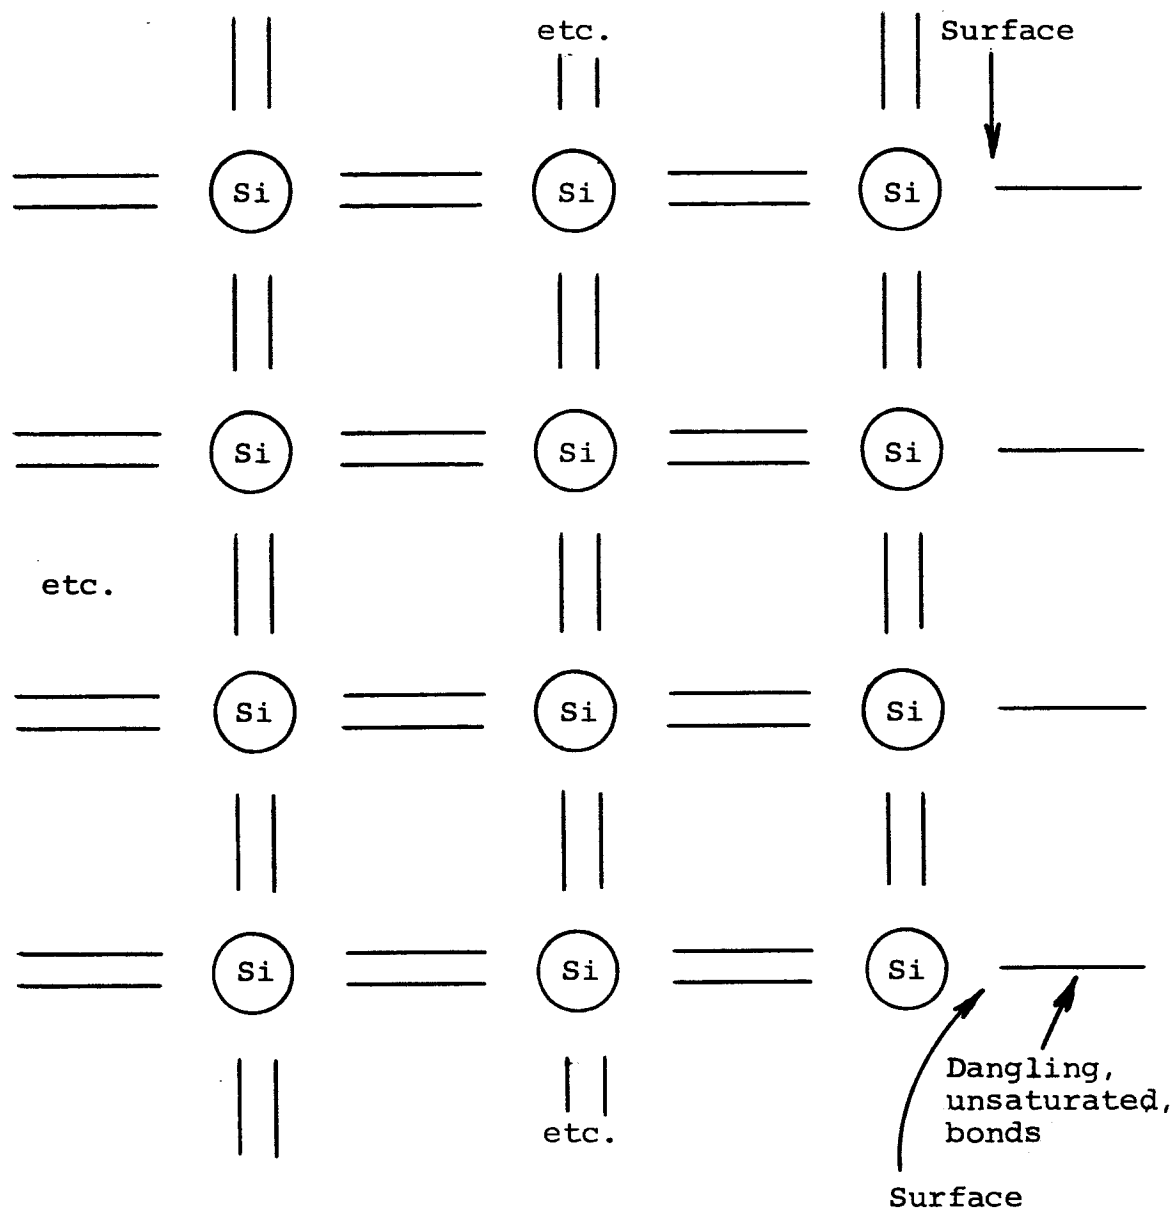 etc.
Surface
Si
Si
Si
Si
Si
Si
etc.
Si
Si
Si
Si
Si
Si
Dangling,
unsaturated,
bonds
etc.
Surface